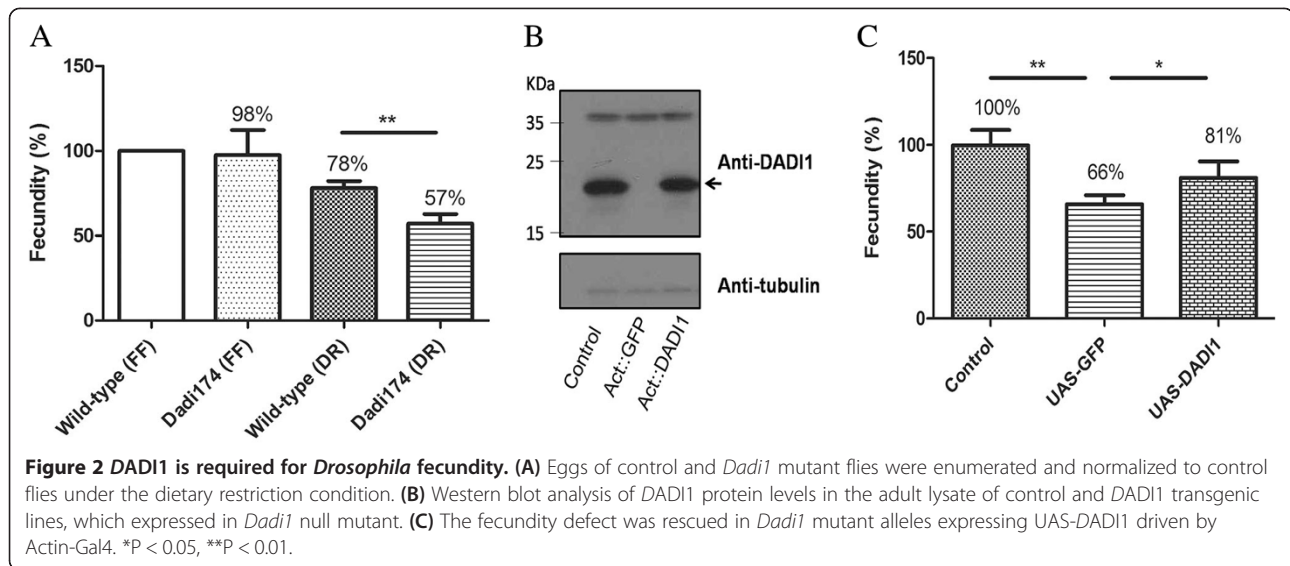 A
Fecundity (%)
150
100
50
0
98%
78%
57%
**
Wild-type (FF)
Dadi174 (FF)
Wild-type (DR)
Dadi174 (DR)
B
KDa
35
25
15
Anti-DADI1
Anti-tubulin
Control
Act::GFP
Act::DADI1
C
Fecundity (%)
150
100
50
0
100%
66%
81%
**
*
Control
UAS-GFP
UAS-DADI1
Figure 2 DADI1 is required for Drosophila fecundity. (A) Eggs of control and Dadi1 mutant flies were enumerated and normalized to control
flies under the dietary restriction condition. (B) Western blot analysis of DADI1 protein levels in the adult lysate of control and DADI1 transgenic
lines, which expressed in Dadi1 null mutant. (C) The fecundity defect was rescued in Dadi1 mutant alleles expressing UAS-DADI1 driven by
Actin-Gal4. *P < 0.05, **P < 0.01.